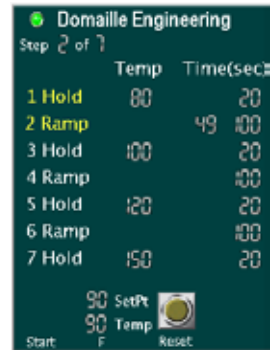 Domaille Engineering
Step 2 of 7
Temp Time(sec)
1 Hold 80 20
2 Ramp 49 100
3 Hold 100 20
4 Ramp 100
5 Hold 120 20
6 Ramp 100
7 Hold 150 20
90 SetPt
90 Temp
Start F Reset